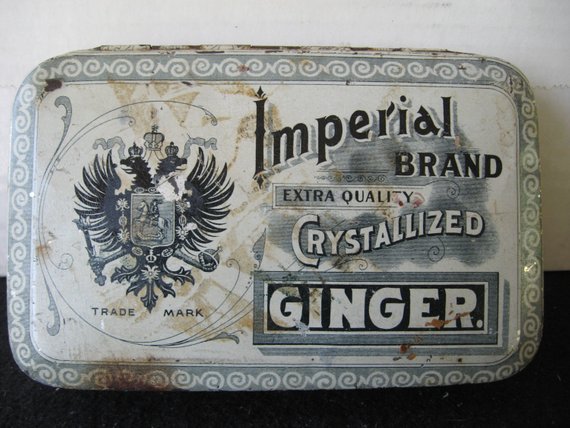 Imperial
BRAND
EXTRA QUALITY
CRYSTALLIZED
GINGER.
TRADE MARK